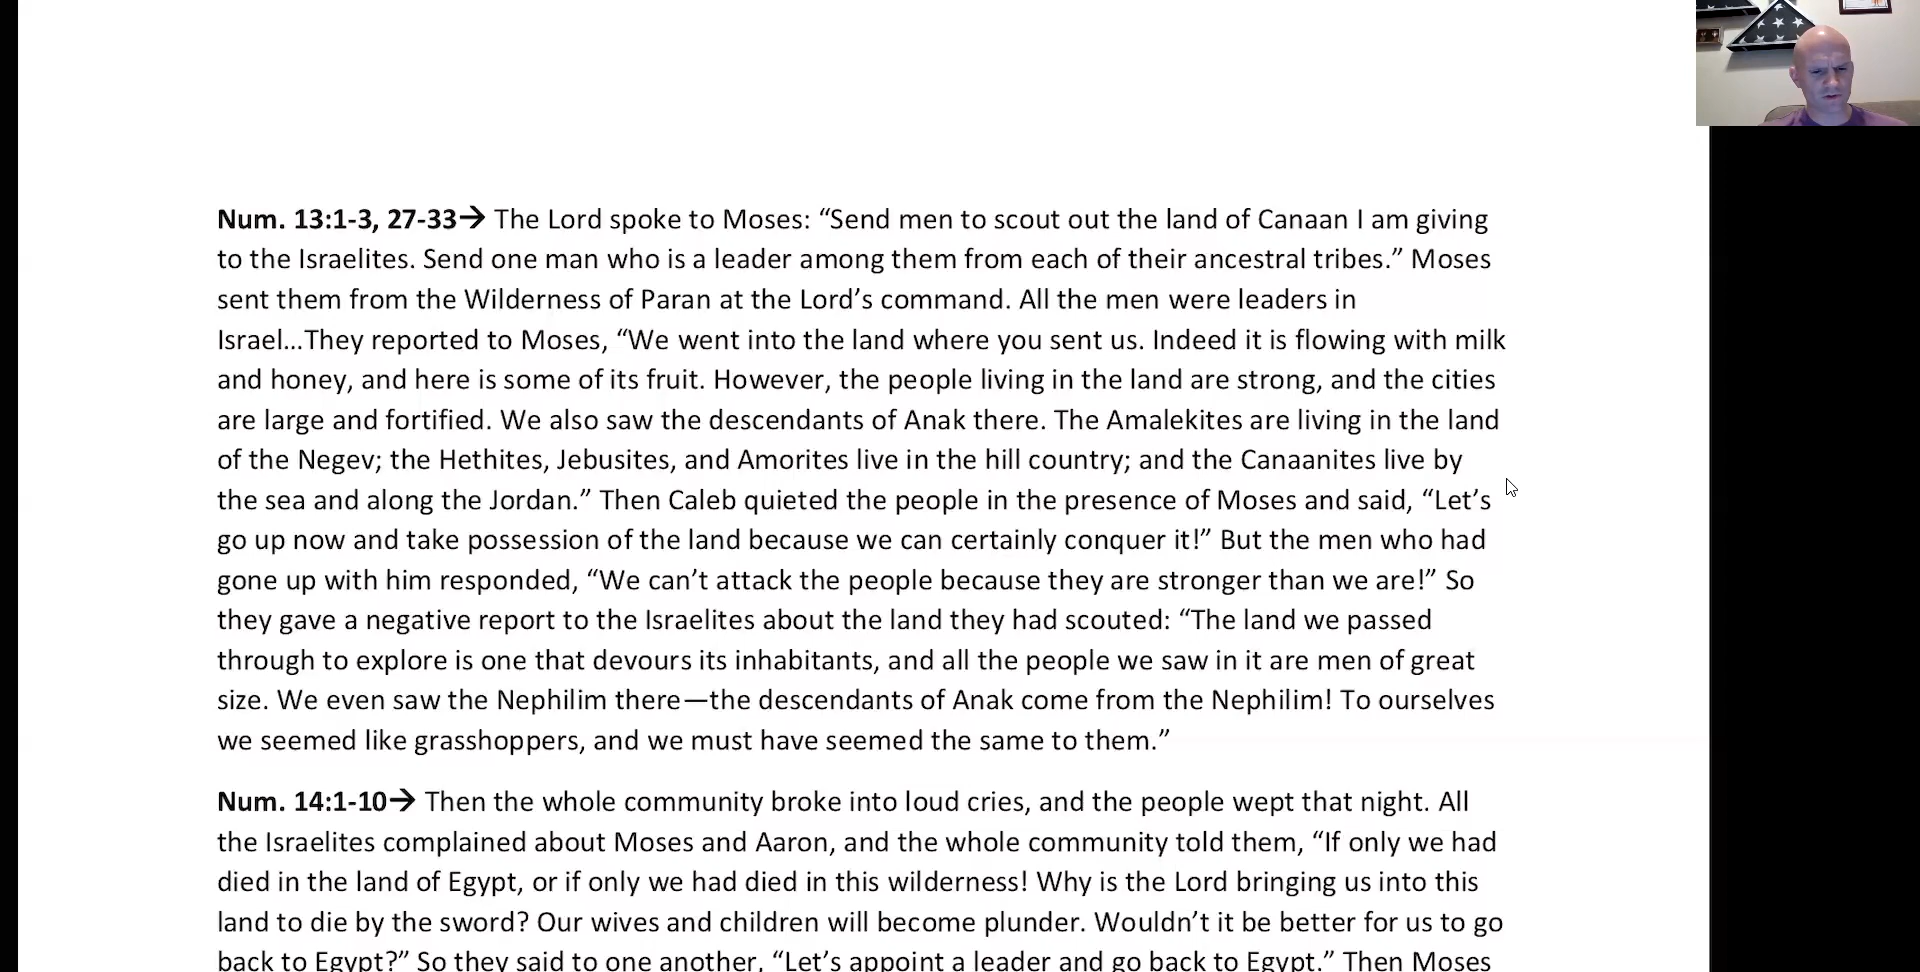 Num. 13:1-3, 27-33→ The Lord spoke to Moses: “Send men to scout out the land of Canaan I am giving
to the Israelites. Send one man who is a leader among them from each of their ancestral tribes.” Moses
sent them from the Wilderness of Paran at the Lord’s command. All the men were leaders in
Israel…They reported to Moses, “We went into the land where you sent us. Indeed it is flowing with milk
and honey, and here is some of its fruit. However, the people living in the land are strong, and the cities
are large and fortified. We also saw the descendants of Anak there. The Amalekites are living in the land
of the Negev; the Hethites, Jebusites, and Amorites live in the hill country; and the Canaanites live by
the sea and along the Jordan.” Then Caleb quieted the people in the presence of Moses and said, “Let’s
go up now and take possession of the land because we can certainly conquer it!” But the men who had
gone up with him responded, “We can’t attack the people because they are stronger than we are!” So
they gave a negative report to the Israelites about the land they had scouted: “The land we passed
through to explore is one that devours its inhabitants, and all the people we saw in it are men of great
size. We even saw the Nephilim there—the descendants of Anak come from the Nephilim! To ourselves
we seemed like grasshoppers, and we must have seemed the same to them.”
Num. 14:1-10→ Then the whole community broke into loud cries, and the people wept that night. All
the Israelites complained about Moses and Aaron, and the whole community told them, “If only we had
died in the land of Egypt, or if only we had died in this wilderness! Why is the Lord bringing us into this
land to die by the sword? Our wives and children will become plunder. Wouldn’t it be better for us to go
back to Egypt?” So they said to one another, “Let’s appoint a leader and go back to Egypt.” Then Moses